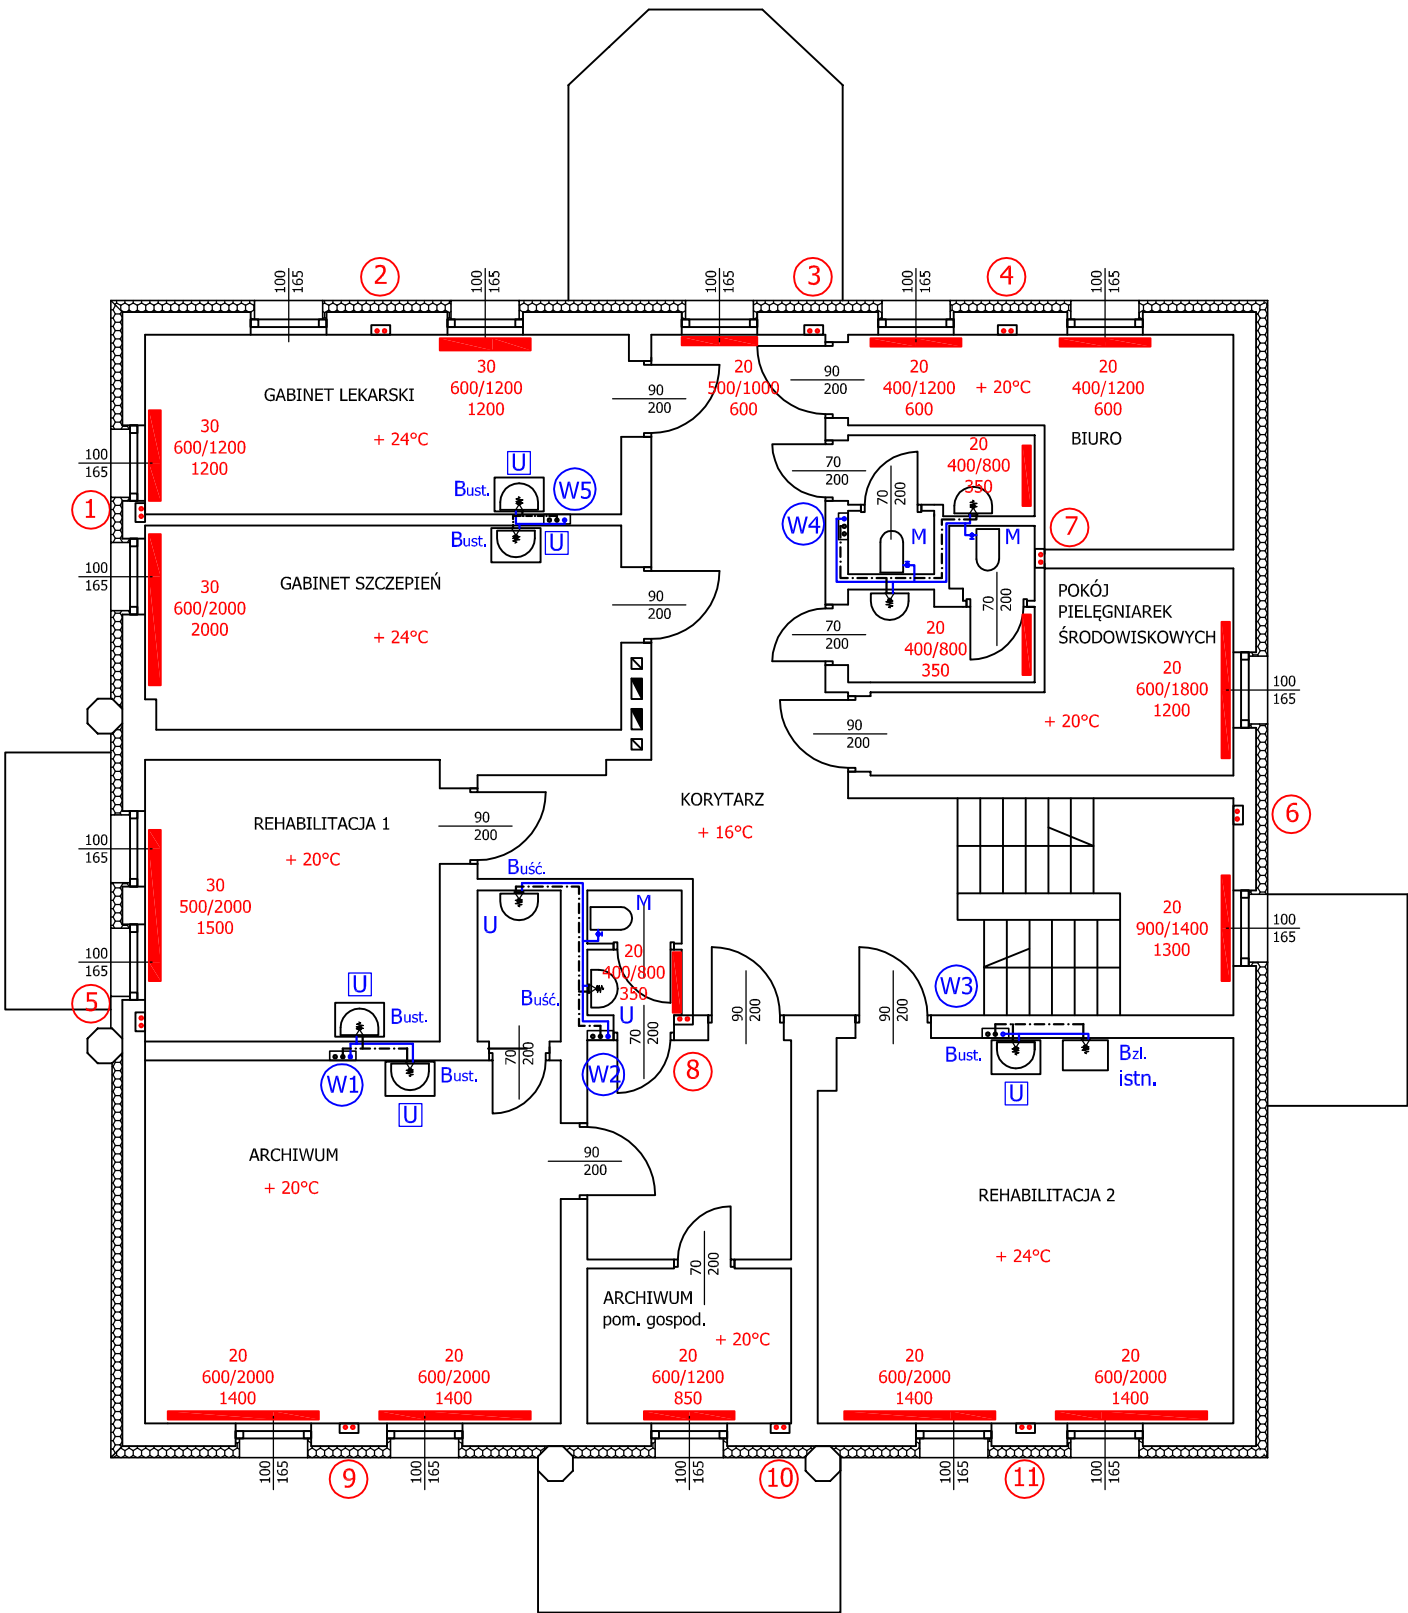 2
3
4
100
165
100
165
100
165
100
165
100
165
30
600/1200
1200
20
500/1000
600
20
400/1200
600
+ 20°C
20
400/1200
600
90
200
90
200
GABINET LEKARSKI
+ 24°C
30
600/1200
1200
BIURO
100
165
1
U
Bust.
W5
Bust.
U
70
200
70
200
20
400/800
350
W4
M
M
7
100
165
GABINET SZCZEPIEŃ
30
600/2000
2000
+ 24°C
90
200
70
200
70
200
20
400/800
350
POKÓJ
PIELĘGNIAREK
ŚRODOWISKOWYCH
20
600/1800
1200
+ 20°C
100
165
90
200
KORYTARZ
+ 16°C
6
REHABILITACJA 1
+ 20°C
90
200
100
165
30
500/2000
1500
100
165
5
Buść.
U
M
20
400/800
350
Buść.
U
20
900/1400
1300
100
165
U
Bust.
W1
Bust.
U
70
200
W2
70
200
8
90
200
90
200
W3
Bust.
U
Bzl.
istn.
ARCHIWUM
+ 20°C
90
200
REHABILITACJA 2
+ 24°C
70
200
ARCHIWUM
pom. gospod.
+ 20°C
20
600/2000
1400
20
600/2000
1400
20
600/1200
850
20
600/2000
1400
20
600/2000
1400
100
165
9
100
165
100
165
10
100
165
11
100
165